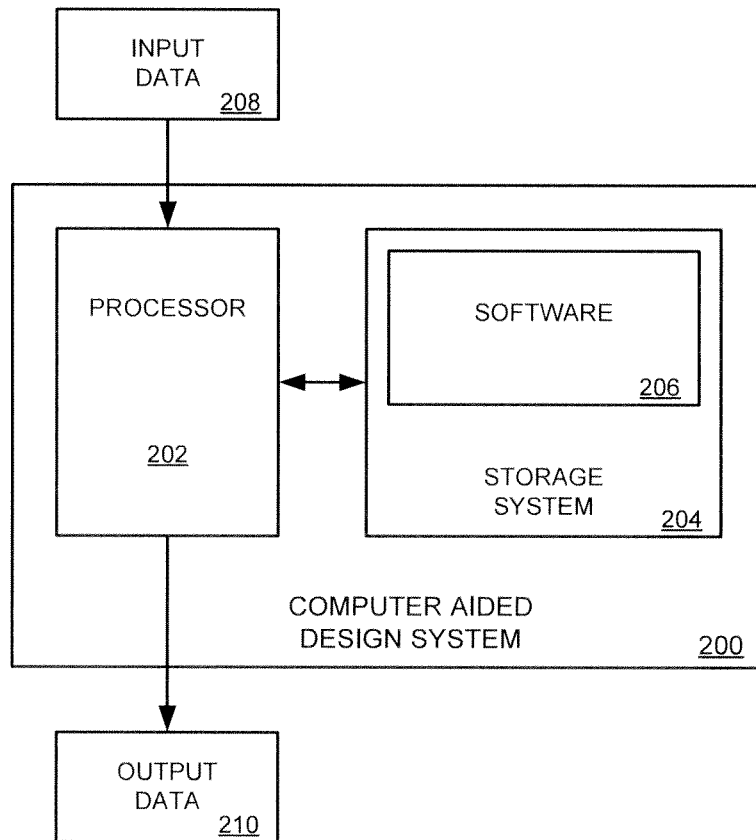 INPUT
DATA
208
PROCESSOR
202
SOFTWARE
206
STORAGE
SYSTEM
204
COMPUTER AIDED
DESIGN SYSTEM
200
OUTPUT
DATA
210